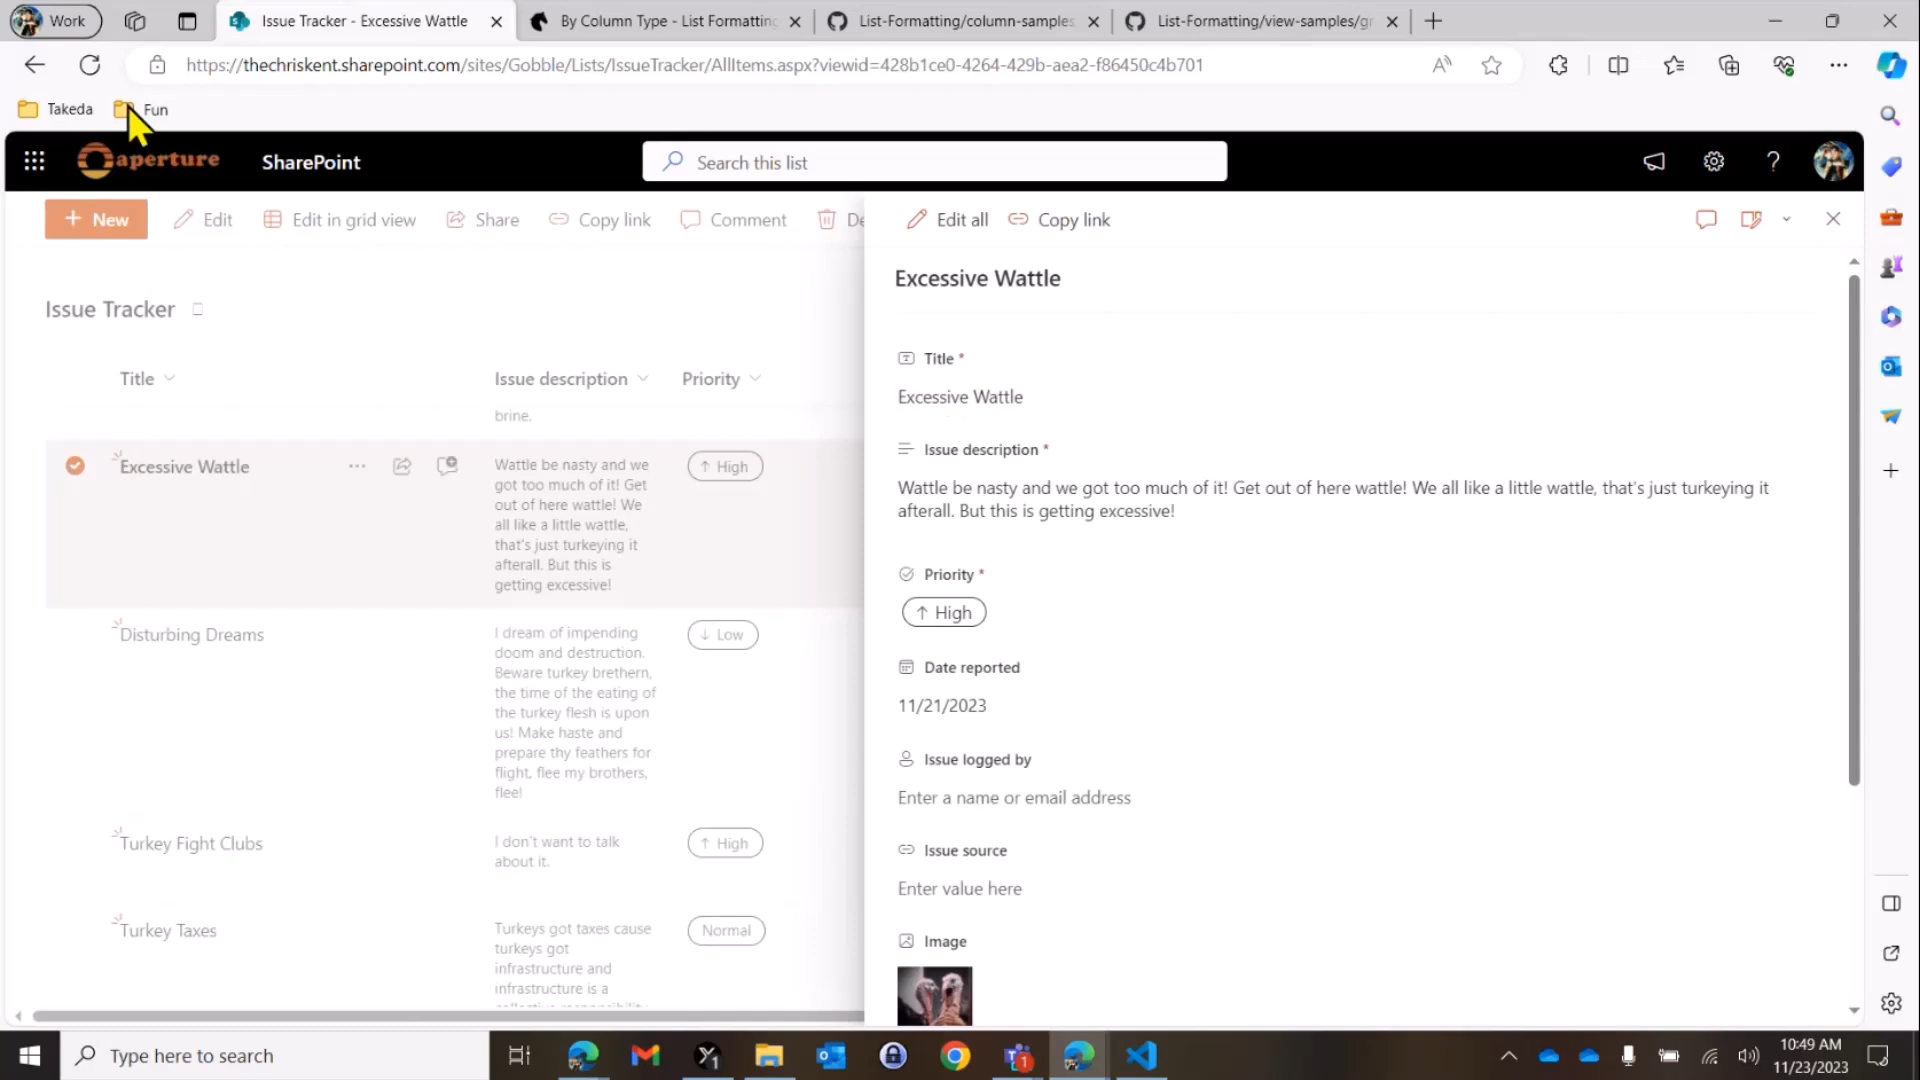 Work
Issue Tracker - Excessive Wattle
By Column Type - List Formatting
List-Formatting/column-samples
List-Formatting/view-samples/gr
https://thechriskent.sharepoint.com/sites/Gobble/Lists/IssueTracker/AllItems.aspx?viewid=428b1ce0-4264-429b-aea2-f86450c4b701
Takeda
Fun
aperture
SharePoint
Search this list
+ New
Edit
Edit in grid view
Share
Copy link
Comment
De
Edit all
Copy link
Issue Tracker
Title
Issue description
Priority
brine.
Excessive Wattle
Wattle be nasty and we
got too much of it! Get
out of here wattle! We
all like a little wattle,
that's just turkeying it
afterall. But this is
getting excessive!
↑ High
Disturbing Dreams
I dream of impending
doom and destruction.
Beware turkey brethern,
the time of the eating of
the turkey flesh is upon
us! Make haste and
prepare thy feathers for
flight, flee my brothers,
flee!
↓ Low
Turkey Fight Clubs
I don't want to talk
about it.
↑ High
Turkey Taxes
Turkeys got taxes cause
turkeys got
infrastructure and
infrastructure is a
collective responsibility
Normal
Excessive Wattle
Title *
Excessive Wattle
Issue description *
Wattle be nasty and we got too much of it! Get out of here wattle! We all like a little wattle, that's just turkeying it
afterall. But this is getting excessive!
Priority *
↑ High
Date reported
11/21/2023
Issue logged by
Enter a name or email address
Issue source
Enter value here
Image
Type here to search
1
10:49 AM
11/23/2023